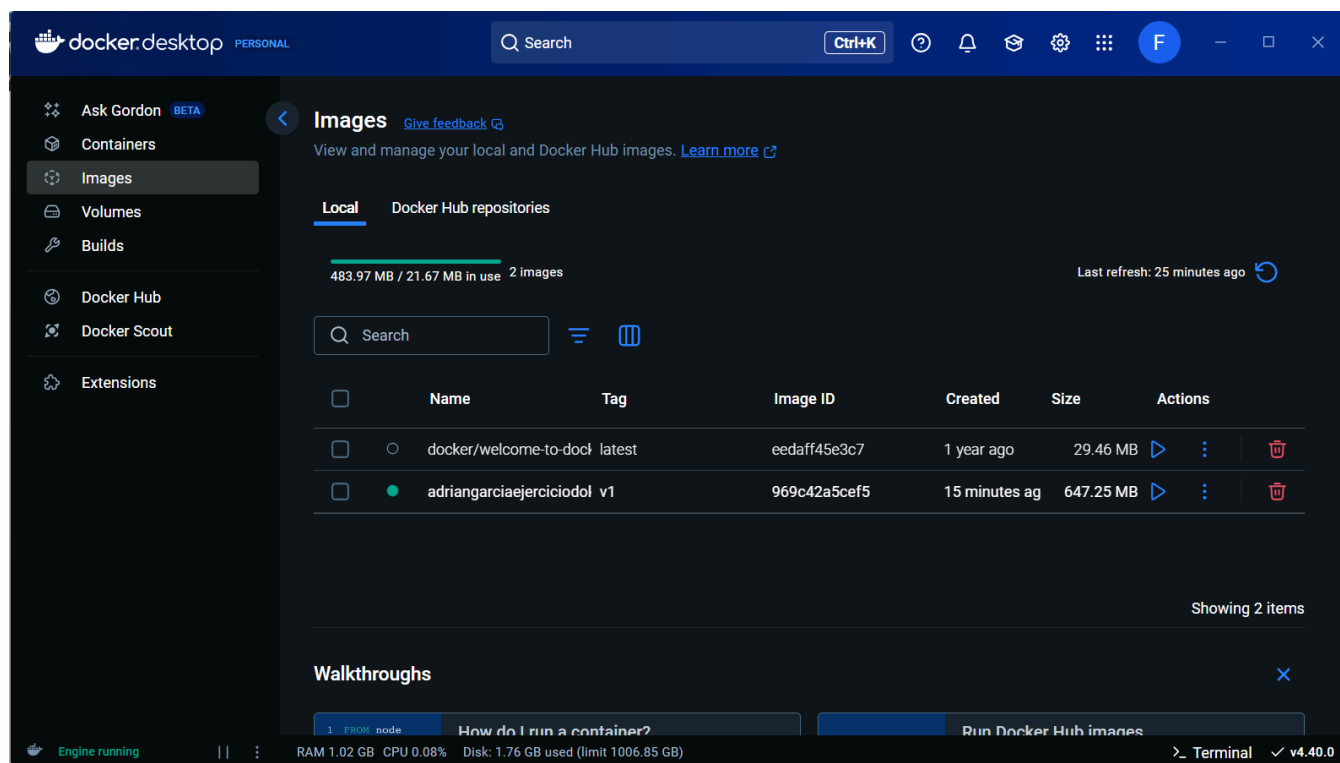 docker.desktop PERSONAL
Search
Ctrl+K
F
Ask Gordon BETA
Containers
Images
Volumes
Builds
Docker Hub
Docker Scout
Extensions
Images Give feedback
View and manage your local and Docker Hub images. Learn more
Local Docker Hub repositories
483.97 MB / 21.67 MB in use 2 images
Last refresh: 25 minutes ago
Search
Name Tag Image ID Created Size Actions
docker/welcome-to-dock latest eedaff45e3c7 1 year ago 29.46 MB
adriangarciaejerciciodo v1 969c42a5cef5 15 minutes ag 647.25 MB
Showing 2 items
Walkthroughs
1 FROM node
How do I run a container?
Run Docker Hub images
Engine running
RAM 1.02 GB CPU 0.08% Disk: 1.76 GB used (limit 1006.85 GB)
>_ Terminal
v4.40.0